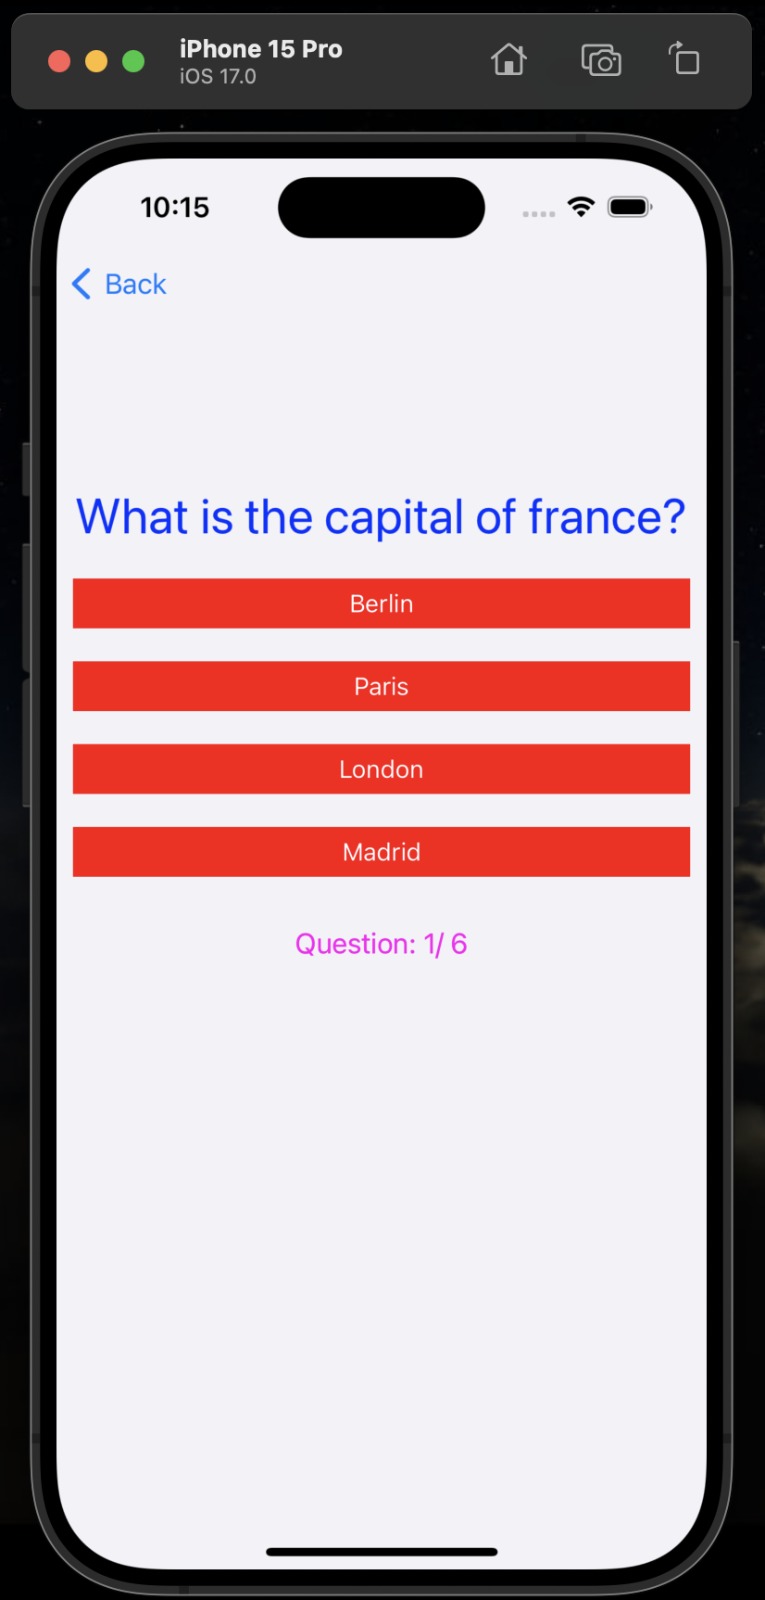 iPhone 15 Pro
iOS 17.0
10:15
Back
What is the capital of france?
Berlin
Paris
London
Madrid
Question: 1/ 6